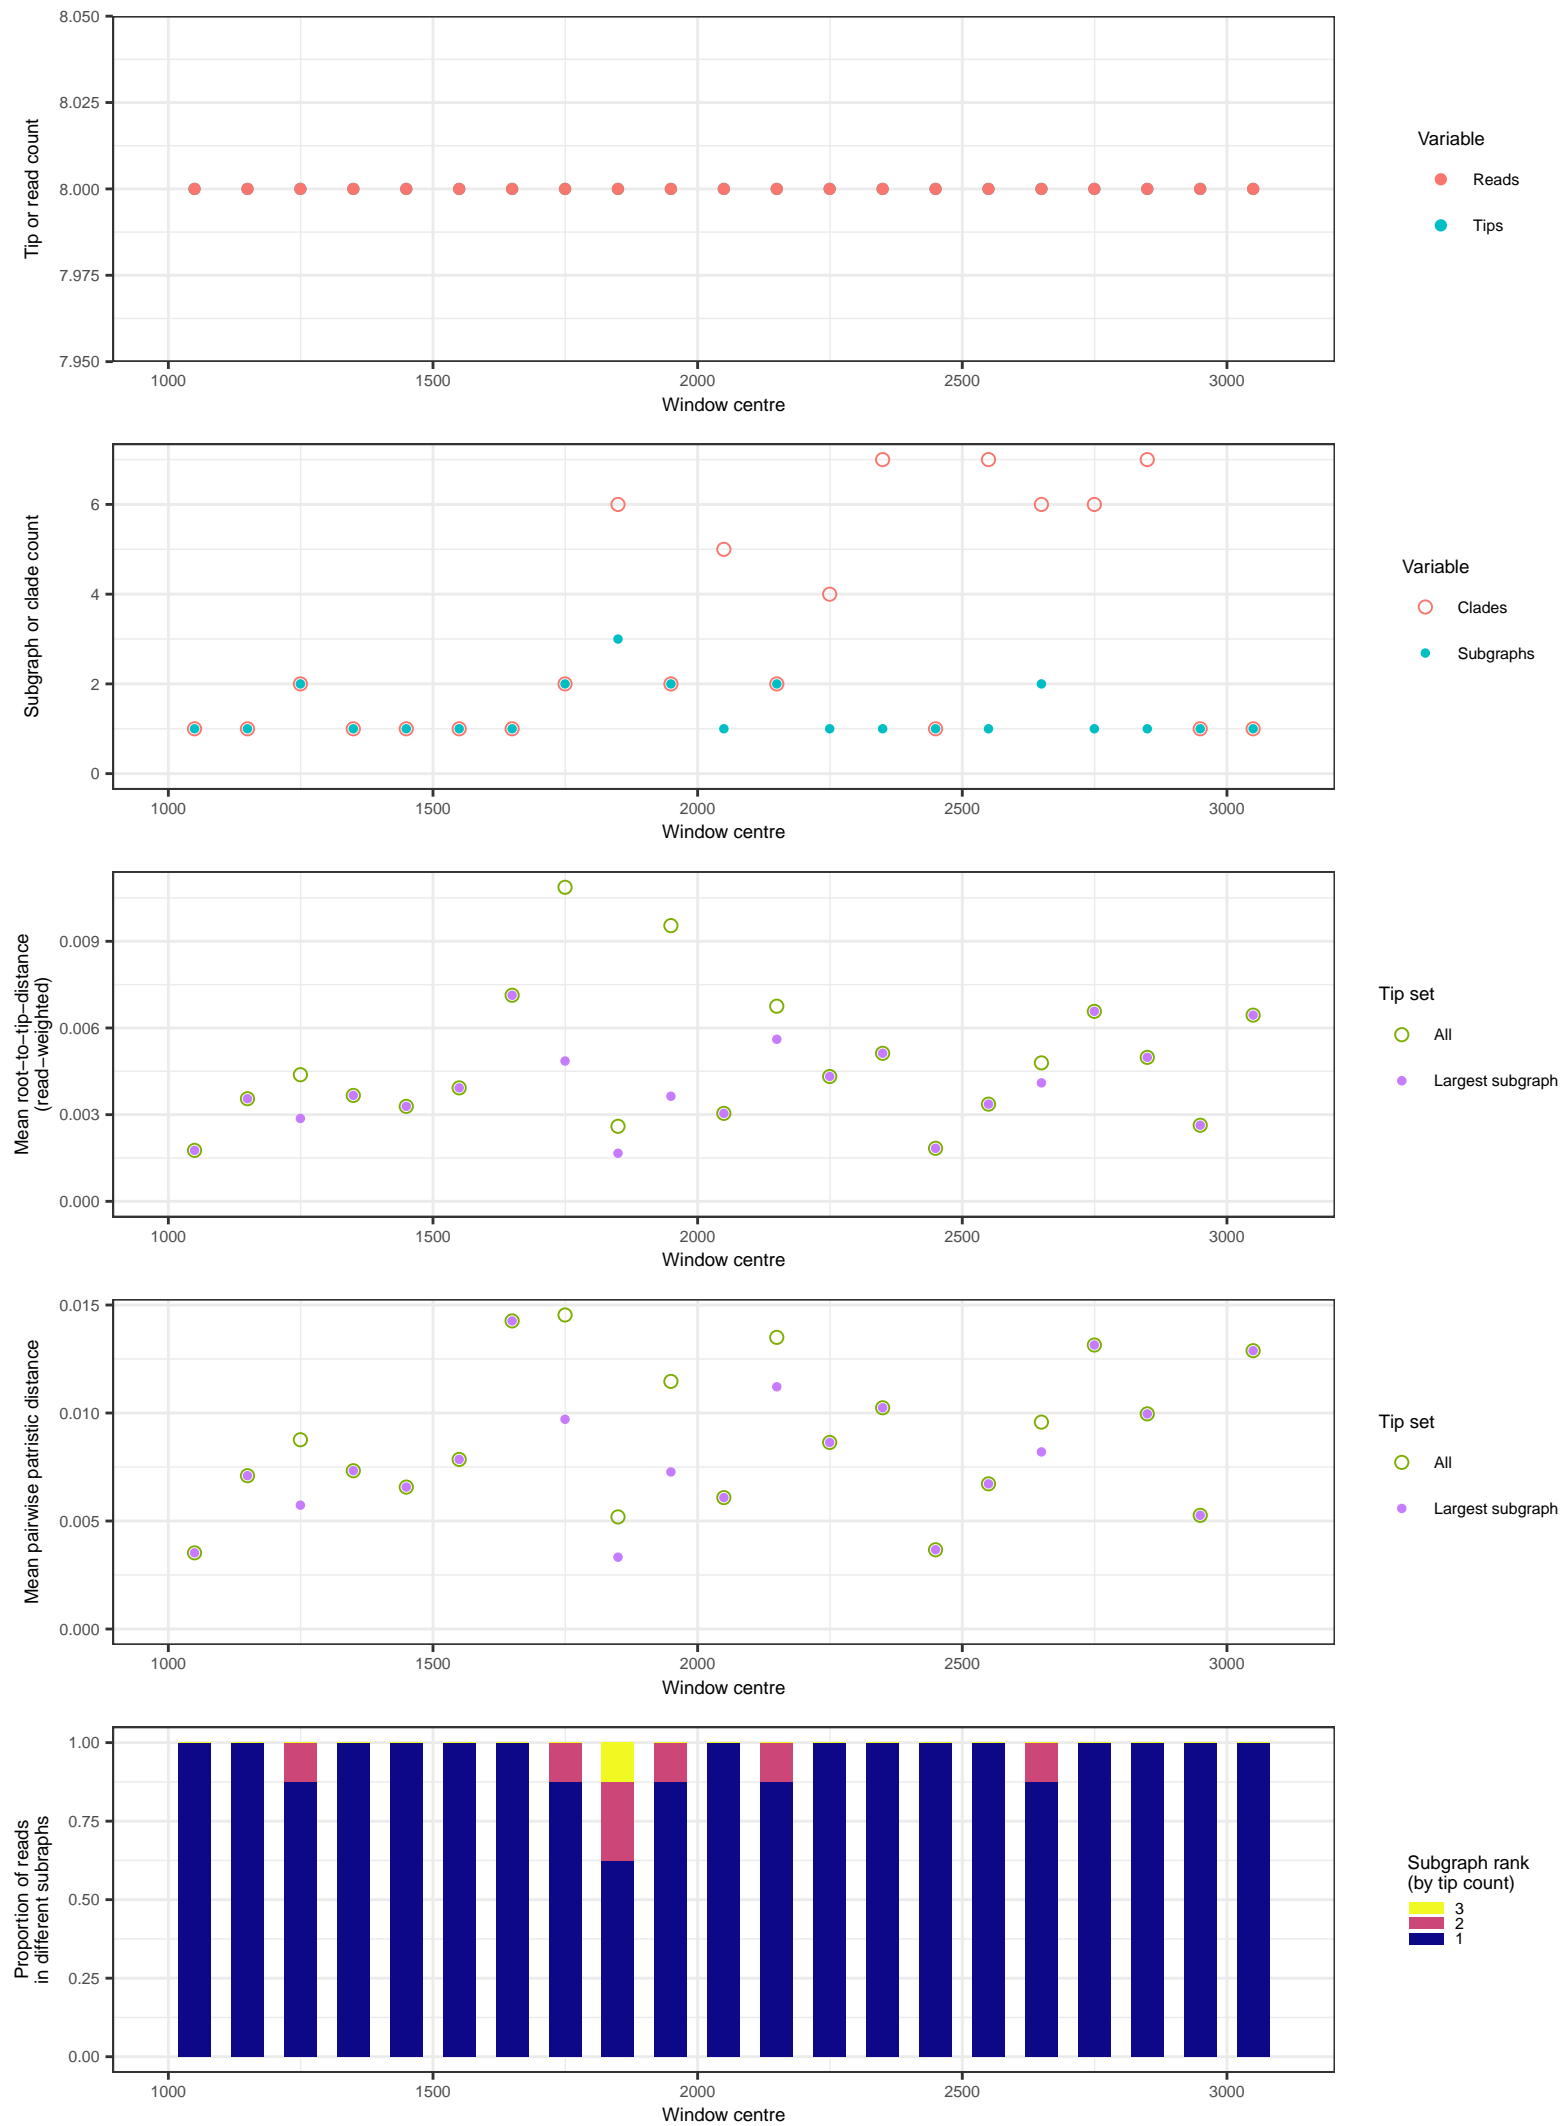 8.050
8.025
8.000
7.975
7.950
Tip or read count
1000 1500 2000 2500 3000
Window centre
Variable
Reads
Tips
6
4
2
0
Subgraph or clade count
1000 1500 2000 2500 3000
Window centre
Variable
Clades
Subgraphs
0.009
0.006
0.003
0.000
Mean root−to−tip−distance
(read−weighted)
1000 1500 2000 2500 3000
Window centre
Tip set
All
Largest subgraph
0.015
0.010
0.005
0.000
Mean pairwise patristic distance
1000 1500 2000 2500 3000
Window centre
Tip set
All
Largest subgraph
1.00
0.75
0.50
0.25
0.00
Proportion of reads
in different subraphs
1000 1500 2000 2500 3000
Window centre
Subgraph rank
(by tip count)
3
2
1